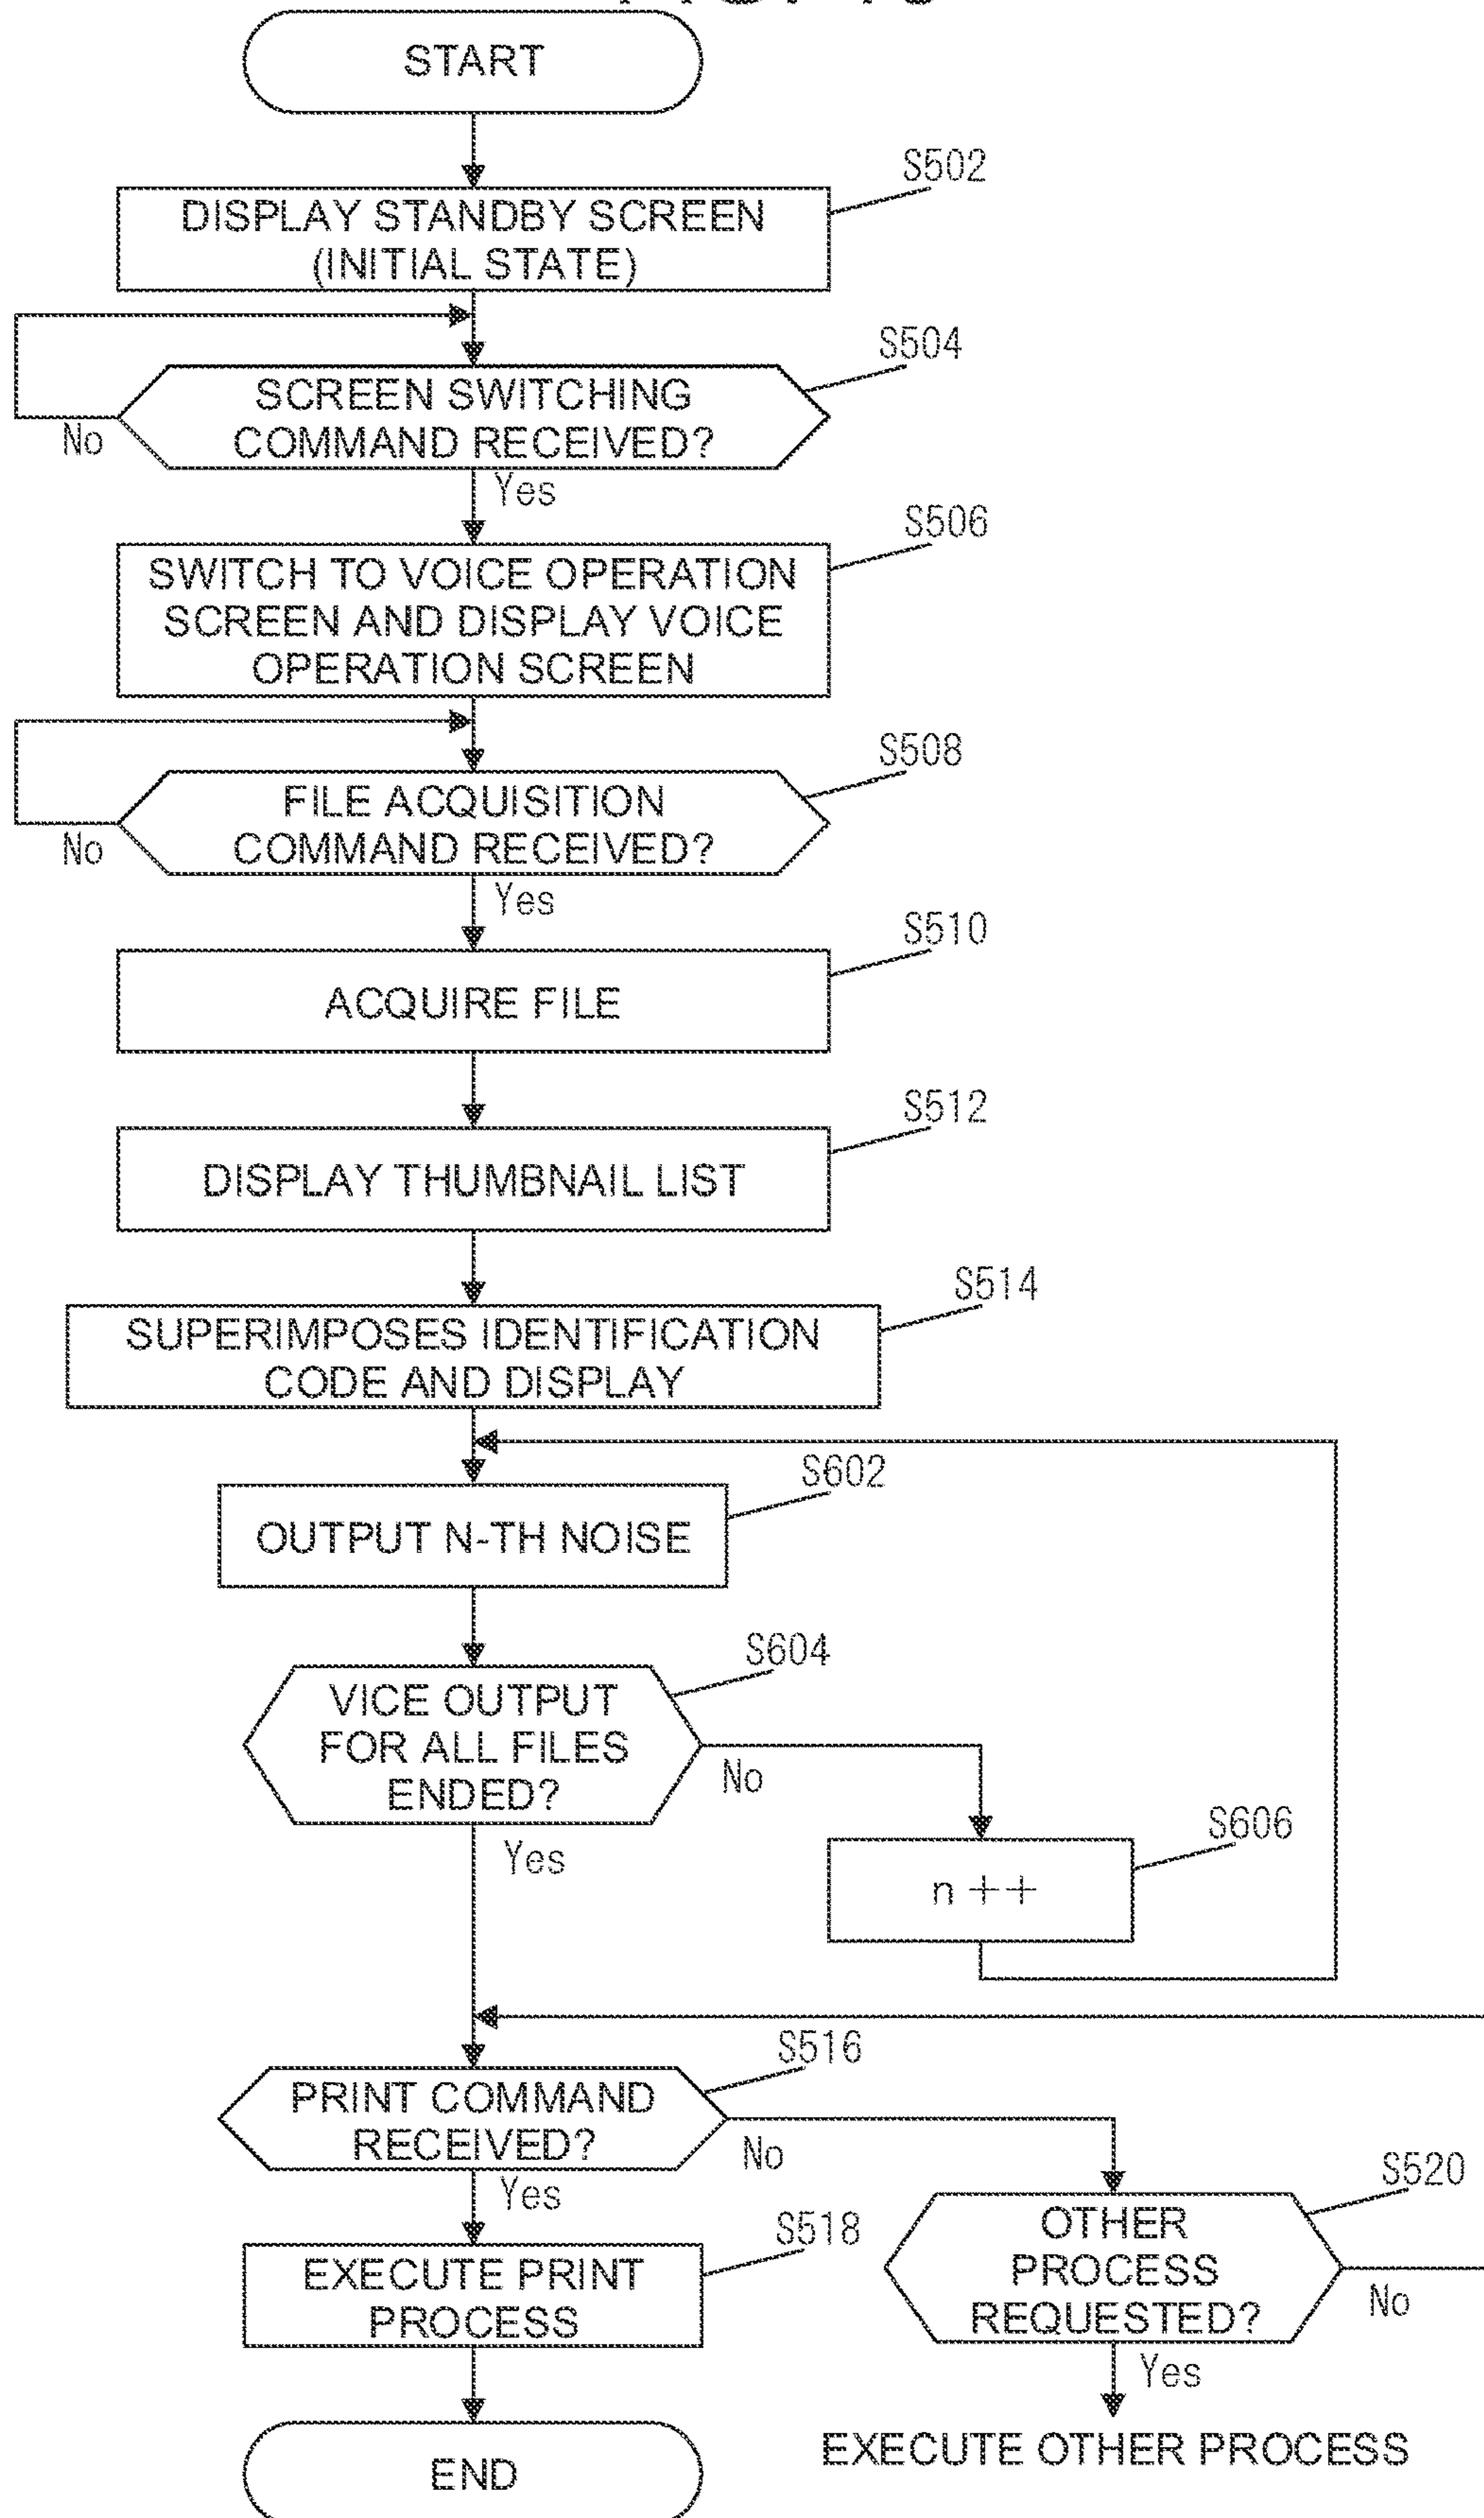 START
S502
DISPLAY STANDBY SCREEN
(INITIAL STATE)
S504
SCREEN SWITCHING
COMMAND RECEIVED?
No
Yes
S506
SWITCH TO VOICE OPERATION
SCREEN AND DISPLAY VOICE
OPERATION SCREEN
S508
FILE ACQUISITION
COMMAND RECEIVED?
No
Yes
S510
ACQUIRE FILE
S512
DISPLAY THUMBNAIL LIST
S514
SUPERIMPOSES IDENTIFICATION
CODE AND DISPLAY
S602
OUTPUT N-TH NOISE
S604
VICE OUTPUT
FOR ALL FILES
ENDED?
No
Yes
S606
n ++
S516
PRINT COMMAND
RECEIVED?
No
Yes
S520
OTHER
PROCESS
REQUESTED?
No
Yes
S518
EXECUTE PRINT
PROCESS
EXECUTE OTHER PROCESS
END